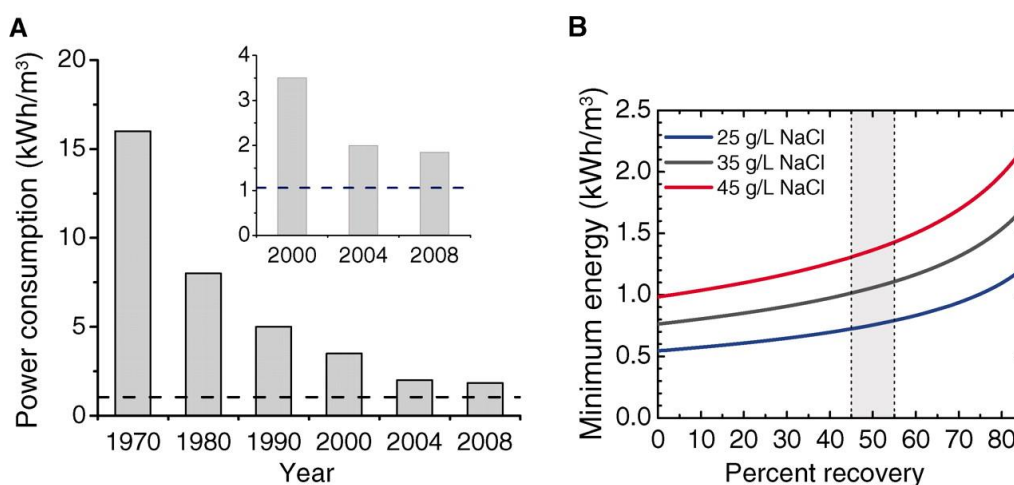 A
Power consumption (kWh/m³)
20
15
10
5
0
1970 1980 1990 2000 2004 2008
Year
4
3
2
1
0
2000 2004 2008
B
Minimum energy (kWh/m³)
2.5
2.0
1.5
1.0
0.5
0.0
25 g/L NaCl
35 g/L NaCl
45 g/L NaCl
0 10 20 30 40 50 60 70 80
Percent recovery